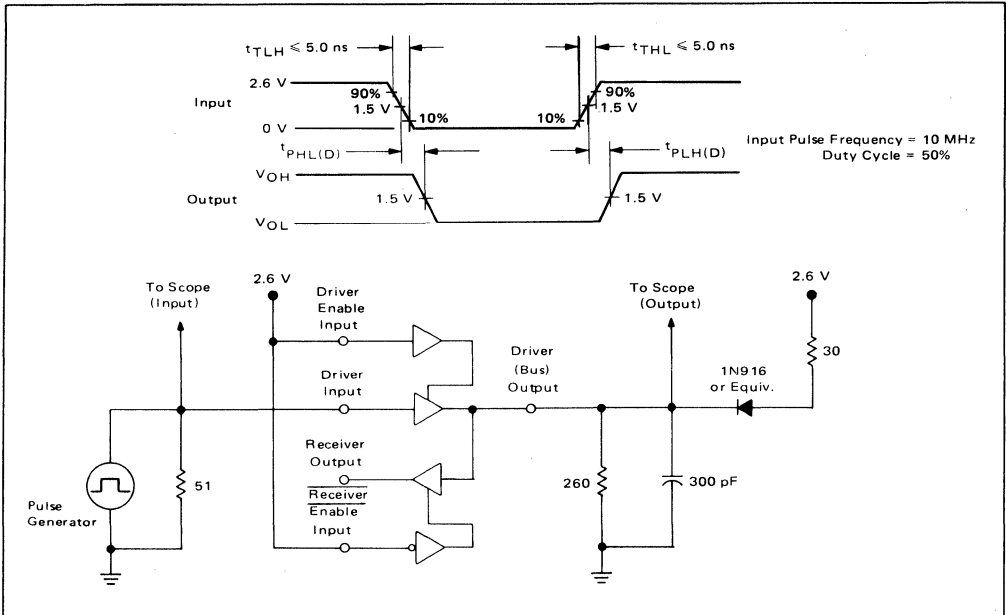 tTLH ≤ 5.0 ns
tTHL ≤ 5.0 ns
2.6 V
90%
90%
Input
1.5 V
1.5 V
10%
10%
0 V
Input Pulse Frequency = 10 MHz
Duty Cycle = 50%
tPHL(D)
tPLH(D)
VOH
Output
1.5 V
1.5 V
VOL
To Scope
(Input)
2.6 V
Driver
Enable
Input
To Scope
(Output)
2.6 V
30
Driver
(Bus)
Output
1N916
or Equiv.
Driver
Input
Receiver
Output
Pulse
Generator
51
Receiver
Enable
Input
260
300 pF